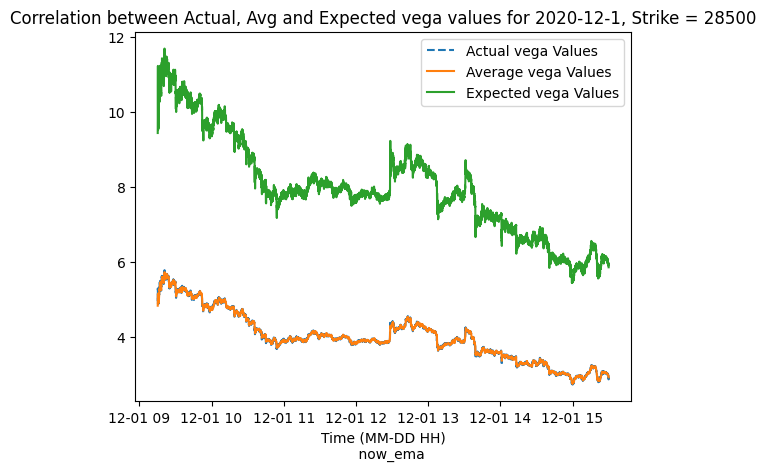 Correlation between Actual, Avg and Expected vega values for 2020-12-1, Strike = 28500
Actual vega Values
Average vega Values
Expected vega Values
12
10
8
6
4
12-01 09 12-01 10 12-01 11 12-01 12 12-01 13 12-01 14 12-01 15
Time (MM-DD HH)
now_ema